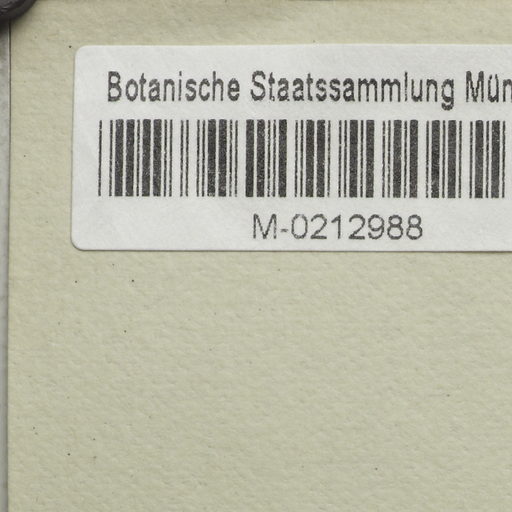 Botanische Staatssammlung Mün
M-0212988